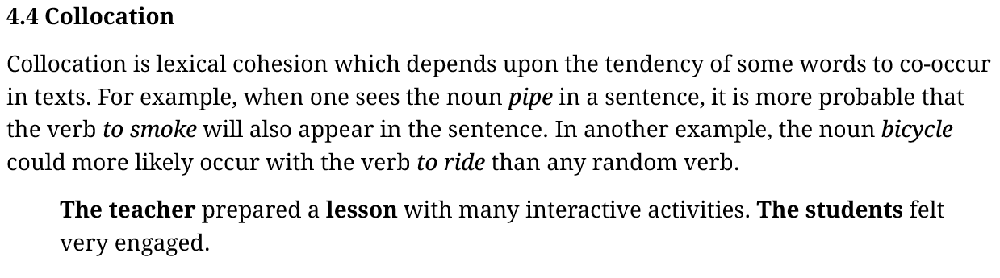 4.4 Collocation
Collocation is lexical cohesion which depends upon the tendency of some words to co-occur
in texts. For example, when one sees the noun pipe in a sentence, it is more probable that
the verb to smoke will also appear in the sentence. In another example, the noun bicycle
could more likely occur with the verb to ride than any random verb.
The teacher prepared a lesson with many interactive activities. The students felt
very engaged.